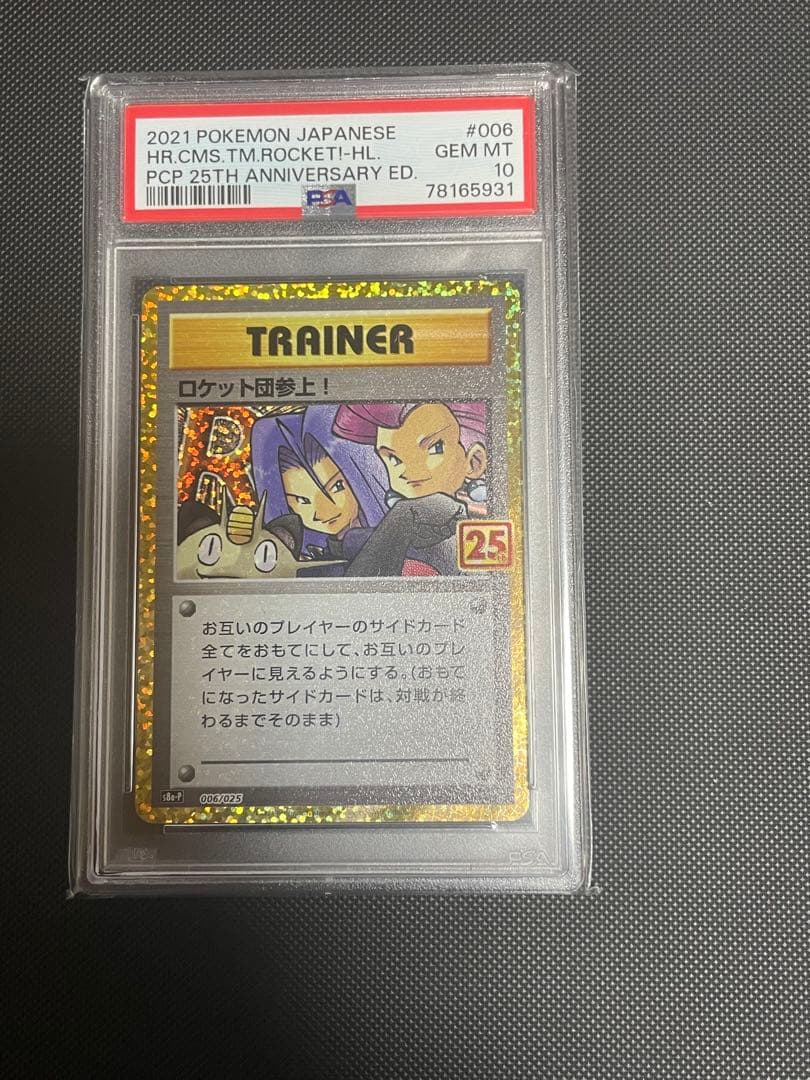 2021 POKEMON JAPANESE #006
HR.CMS.TM.ROCKET!-HL. GEM MT
PCP 25TH ANNIVERSARY ED. 10
PSA 78165931
TRAINER
ロケット団参上！
25
お互いのプレイヤーのサイドカード
全てをおもてにして、お互いのプレ
イヤーに見えるようにする。(おもて
になったサイドカードは、対戦が終
わるまでそのまま)
s8a-P 006/025
PSA